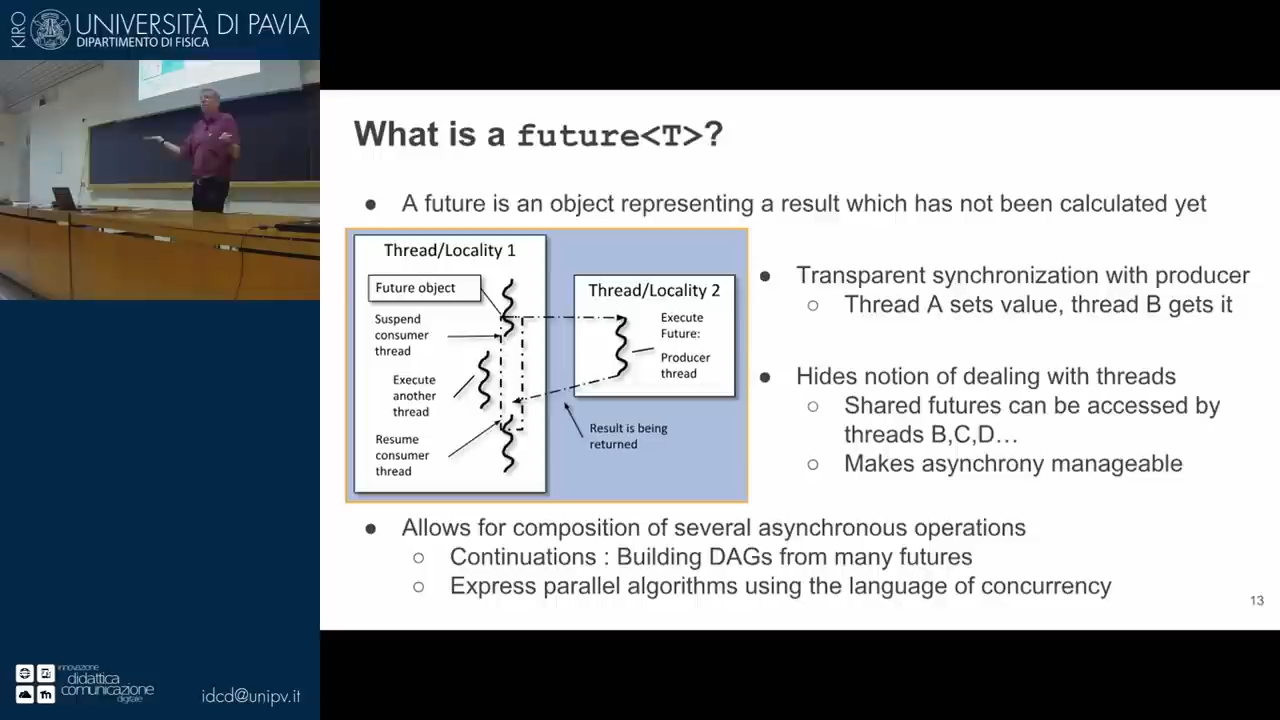 KIRO
UNIVERSITÀ DI PAVIA
DIPARTIMENTO DI FISICA
What is a future<T>?
● A future is an object representing a result which has not been calculated yet
Thread/Locality 1
Future object
Suspend
consumer
thread
Execute
another
thread
Resume
consumer
thread
Thread/Locality 2
Execute
Future:
Producer
thread
Result is being
returned
● Transparent synchronization with producer
○ Thread A sets value, thread B gets it
● Hides notion of dealing with threads
○ Shared futures can be accessed by
threads B,C,D…
○ Makes asynchrony manageable
● Allows for composition of several asynchronous operations
○ Continuations : Building DAGs from many futures
○ Express parallel algorithms using the language of concurrency
13
innovazione
didattica
comunicazione
digitale
idcd@unipv.it